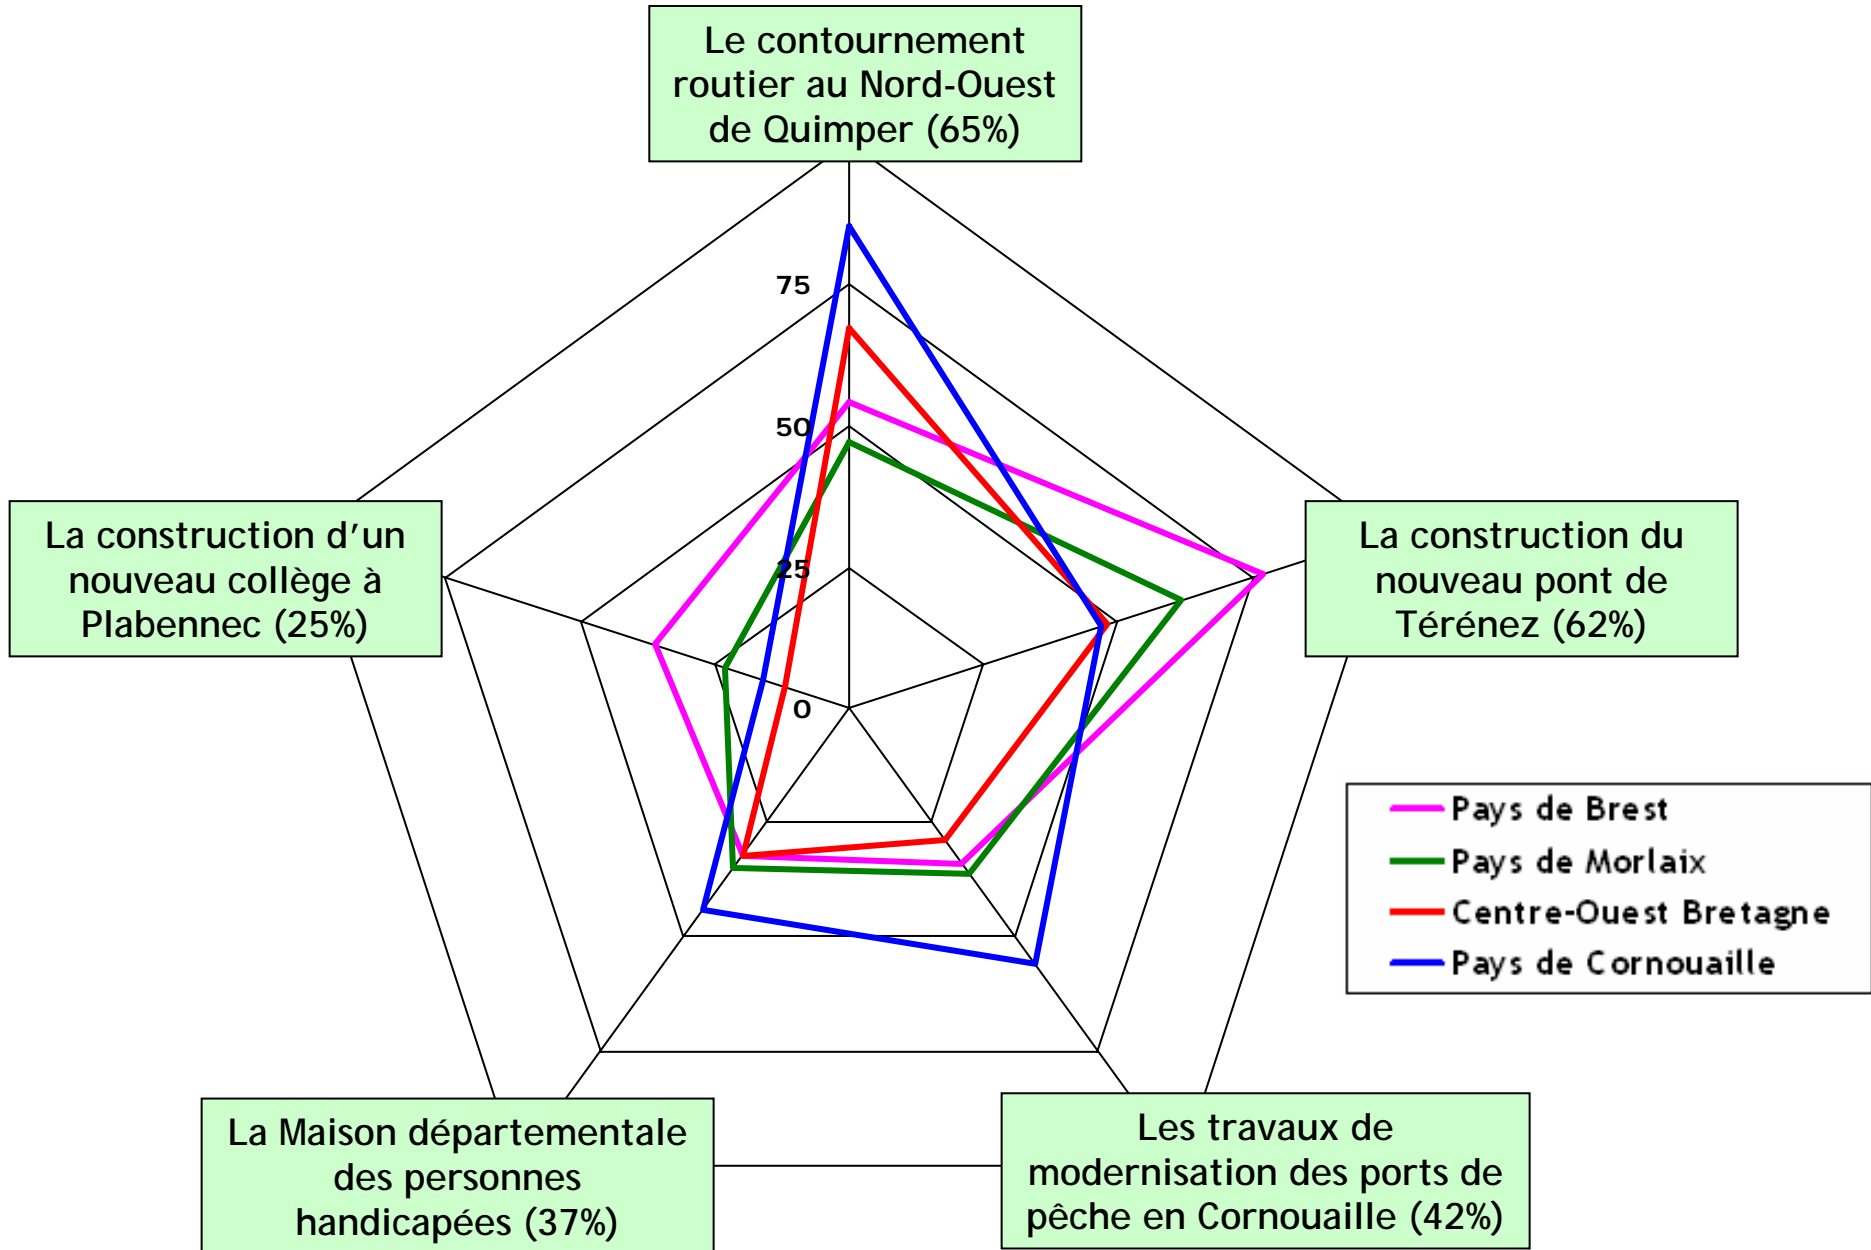 Le contournement
routier au Nord-Ouest
de Quimper (65%)
75
50
25
0
La construction d’un
nouveau collège à
Plabennec (25%)
La construction du
nouveau pont de
Térénez (62%)
Pays de Brest
Pays de Morlaix
Centre-Ouest Bretagne
Pays de Cornouaille
La Maison départementale
des personnes
handicapées (37%)
Les travaux de
modernisation des ports de
pêche en Cornouaille (42%)